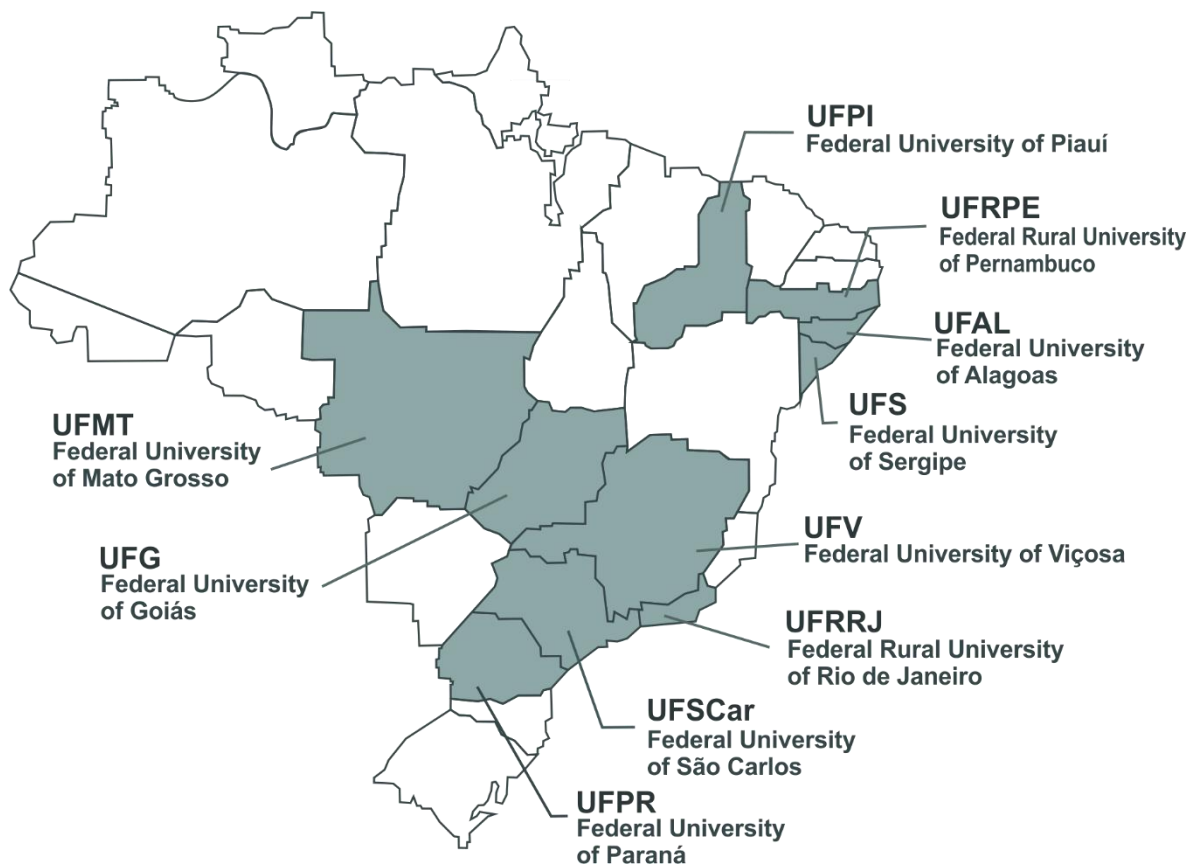 UFPI
Federal University of Piauí
UFRPE
Federal Rural University
of Pernambuco
UFAL
Federal University
of Alagoas
UFS
Federal University
of Sergipe
UFMT
Federal University
of Mato Grosso
UFV
Federal University of Viçosa
UFG
Federal University
of Goiás
UFRRJ
Federal Rural University
of Rio de Janeiro
UFSCar
Federal University
of São Carlos
UFPR
Federal University
of Paraná